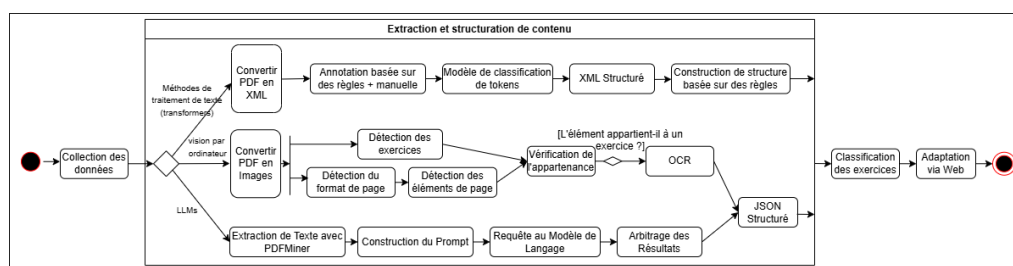 Extraction et structuration de contenu
Collection des
données
Méthodes de
traitement de texte
(transformers)
Convertir
PDF en
XML
Annotation basée sur
des règles + manuelle
Modèle de classification
de tokens
XML Structuré
Construction de structure
basée sur des règles
vision par
ordinateur
Convertir
PDF en
Images
Détection des
exercices
Détection du
format de page
Détection des
éléments de page
Vérification de
l'appartenance
[L'élément appartient-il à un
exercice ?]
OCR
LLMs
Extraction de Texte avec
PDFMiner
Construction du Prompt
Requête au Modèle de
Langage
Arbitrage des
Résultats
JSON
Structuré
Classification
des exercices
Adaptation
via Web